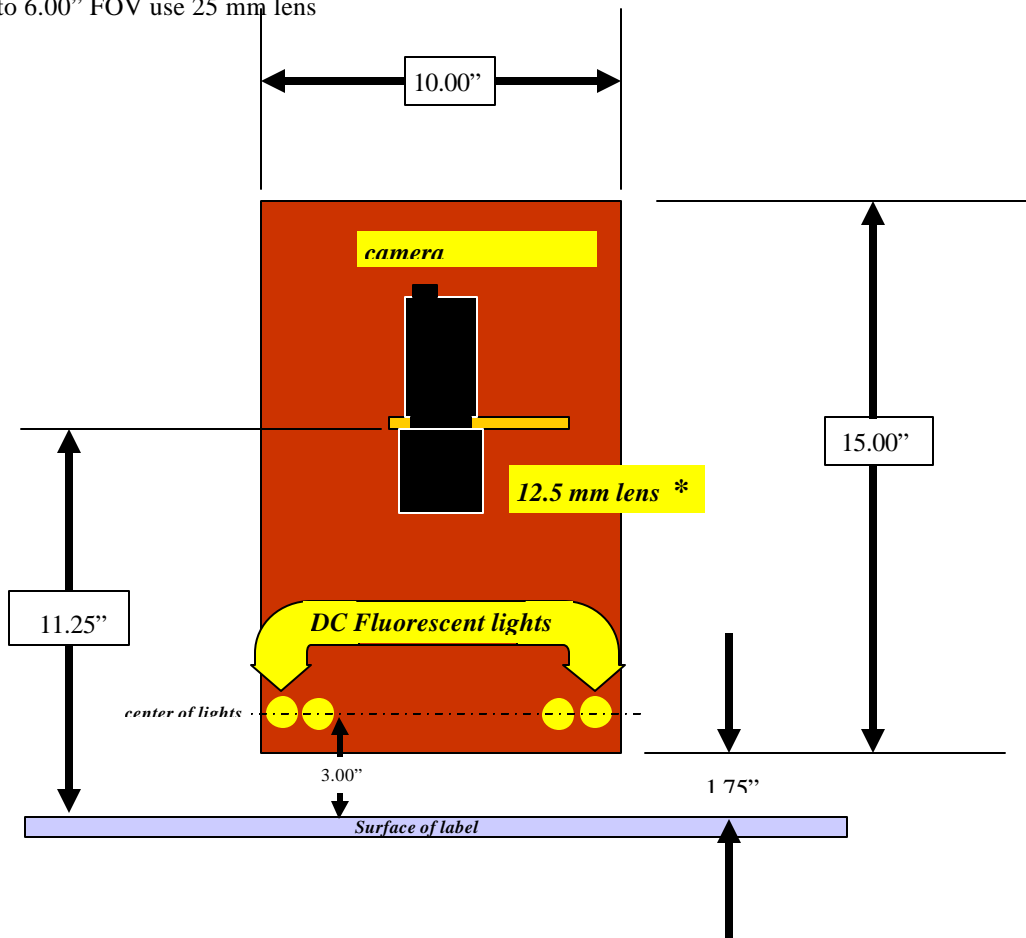 to 6.00” FOV use 25 mm lens
10.00”
camera
15.00”
12.5 mm lens *
11.25”
DC Fluorescent lights
center of lights
3.00”
1.75”
Surface of label